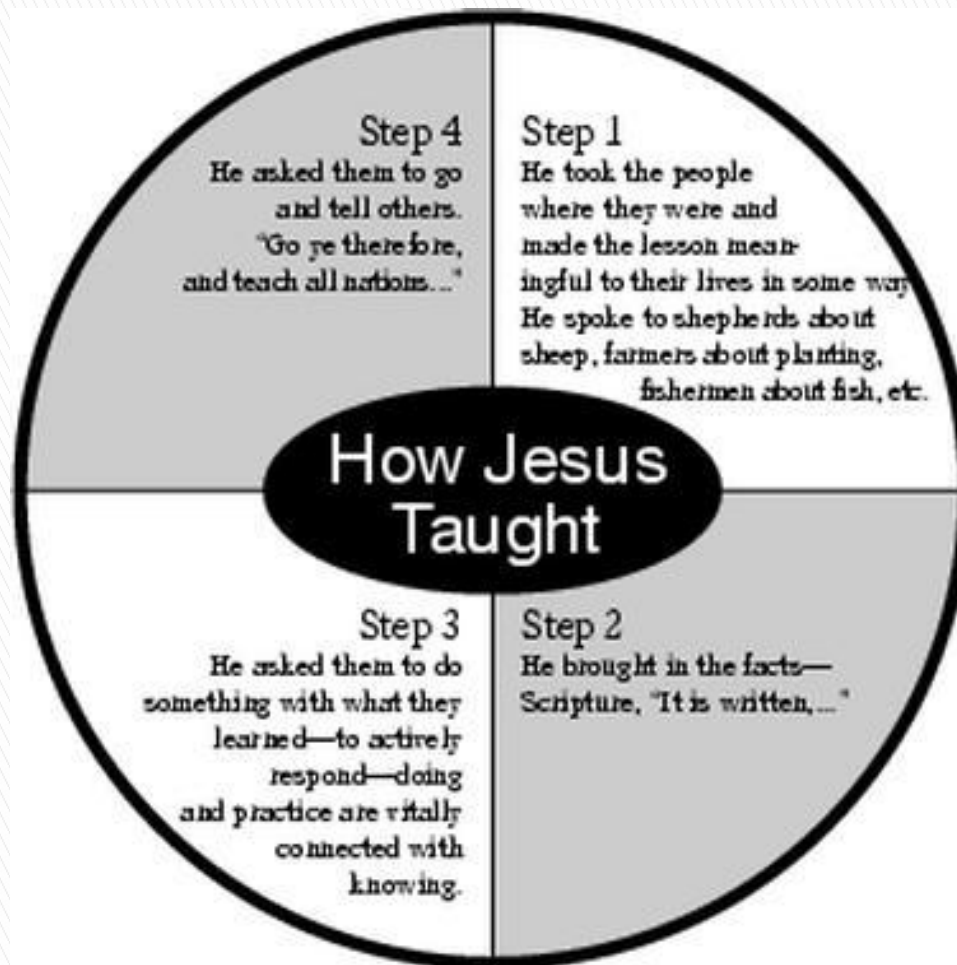 How Jesus
Taught
Step 1
He took the people
where they were and
made the lesson mean-
ingful to their lives in some way
He spoke to shepherds about
sheep, farmers about planting,
fishermen about fish, etc.
Step 2
He brought in the facts—
Scripture, "It is written,..."
Step 3
He asked them to do
something with what they
learned—to actively
respond—doing
and practice are vitally
connected with
knowing.
Step 4
He asked them to go
and tell others.
"Go ye therefore,
and teach all nations..."